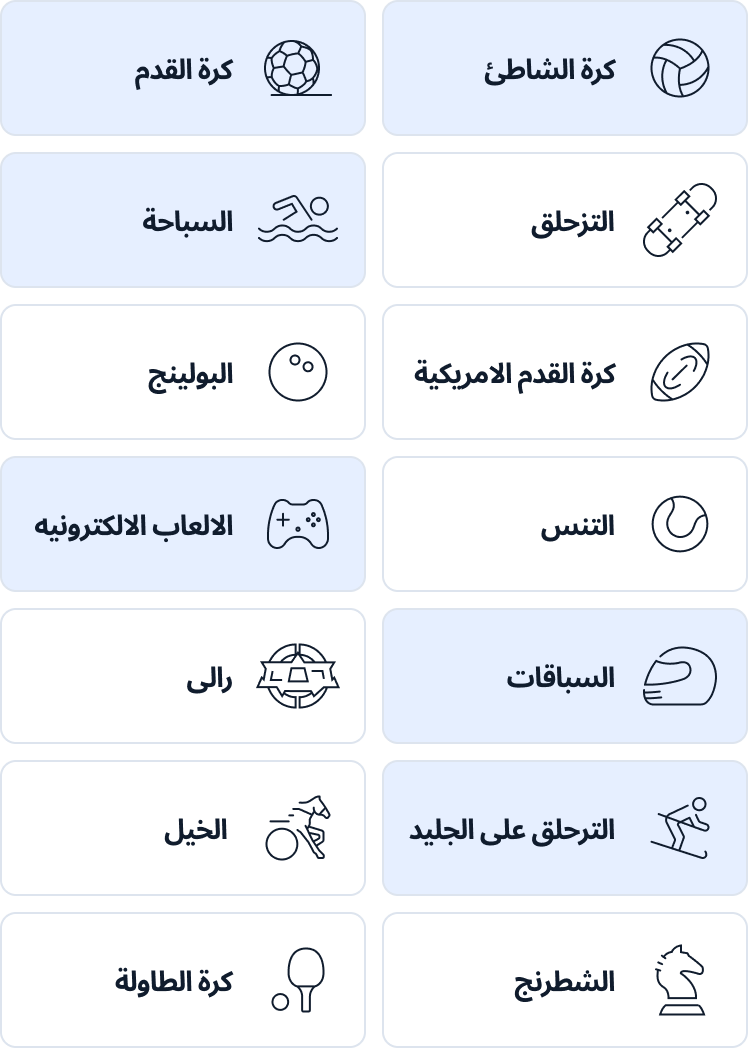 كرة الشاطئ
كرة القدم
التزحلق
السباحة
كرة القدم الامريكية
البولينج
التنس
الالعاب الالكترونيه
السباقات
رالى
الترحلق على الجليد
الخيل
الشطرنج
كرة الطاولة